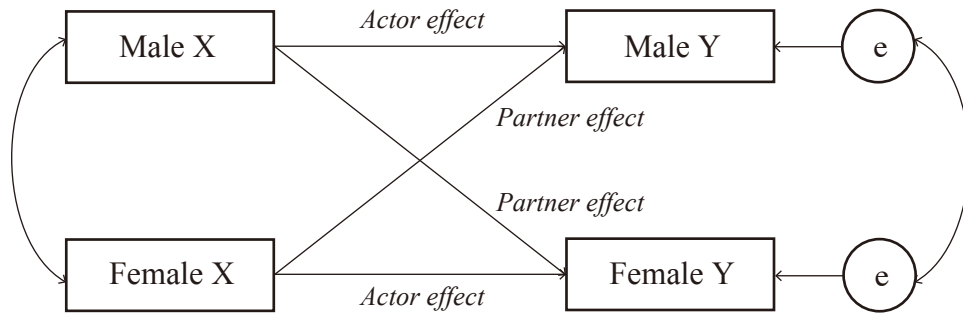 Actor effect
Male X
Male Y
e
Partner effect
Partner effect
Female X
Female Y
e
Actor effect